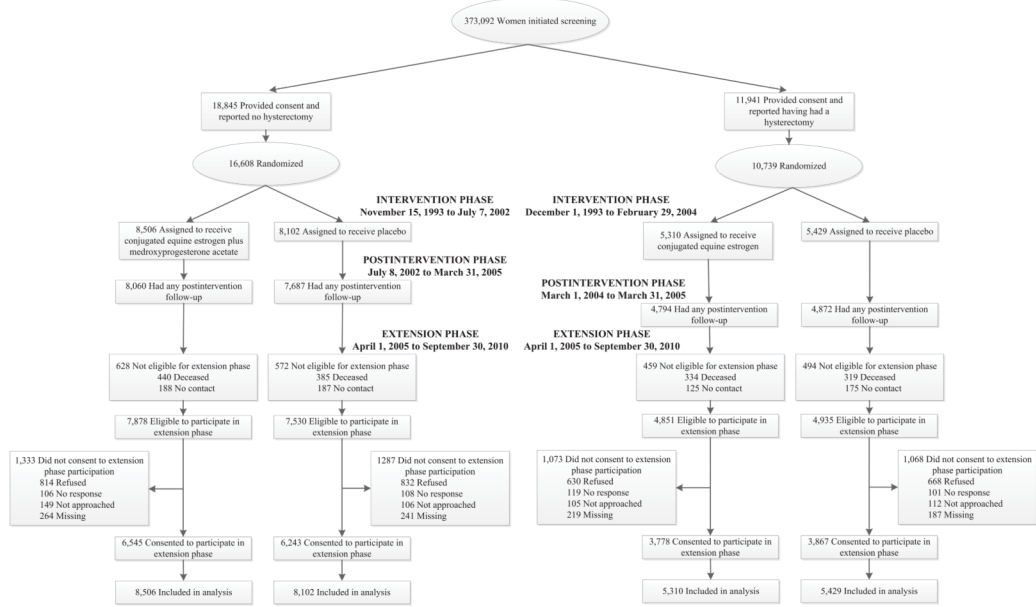 373,092 Women initiated screening
18,845 Provided consent and
reported no hysterectomy
11,941 Provided consent and
reported having had a
hysterectomy
16,608 Randomized
10,739 Randomized
INTERVENTION PHASE
November 15, 1993 to July 7, 2002
INTERVENTION PHASE
December 1, 1993 to February 29, 2004
8,506 Assigned to receive
conjugated equine estrogen plus
medroxyprogesterone acetate
8,102 Assigned to receive placebo
5,310 Assigned to receive
conjugated equine estrogen
5,429 Assigned to receive placebo
POSTINTERVENTION PHASE
July 8, 2002 to March 31, 2005
POSTINTERVENTION PHASE
March 1, 2004 to March 31, 2005
8,060 Had any postintervention
follow-up
7,687 Had any postintervention
follow-up
4,794 Had any postintervention
follow-up
4,872 Had any postintervention
follow-up
EXTENSION PHASE
April 1, 2005 to September 30, 2010
EXTENSION PHASE
April 1, 2005 to September 30, 2010
628 Not eligible for extension phase
440 Deceased
188 No contact
572 Not eligible for extension phase
385 Deceased
187 No contact
459 Not eligible for extension phase
334 Deceased
125 No contact
494 Not eligible for extension phase
319 Deceased
175 No contact
7,878 Eligible to participate in
extension phase
7,530 Eligible to participate in
extension phase
4,851 Eligible to participate in
extension phase
4,935 Eligible to participate in
extension phase
1,333 Did not consent to extension
phase participation
814 Refused
106 No response
149 Not approached
264 Missing
1287 Did not consent to extension
phase participation
832 Refused
108 No response
106 Not approached
241 Missing
1,073 Did not consent to extension
phase participation
630 Refused
119 No response
105 Not approached
219 Missing
1,068 Did not consent to extension
phase participation
668 Refused
101 No response
112 Not approached
187 Missing
6,545 Consented to participate in
extension phase
6,243 Consented to participate in
extension phase
3,778 Consented to participate in
extension phase
3,867 Consented to participate in
extension phase
8,506 Included in analysis
8,102 Included in analysis
5,310 Included in analysis
5,429 Included in analysis